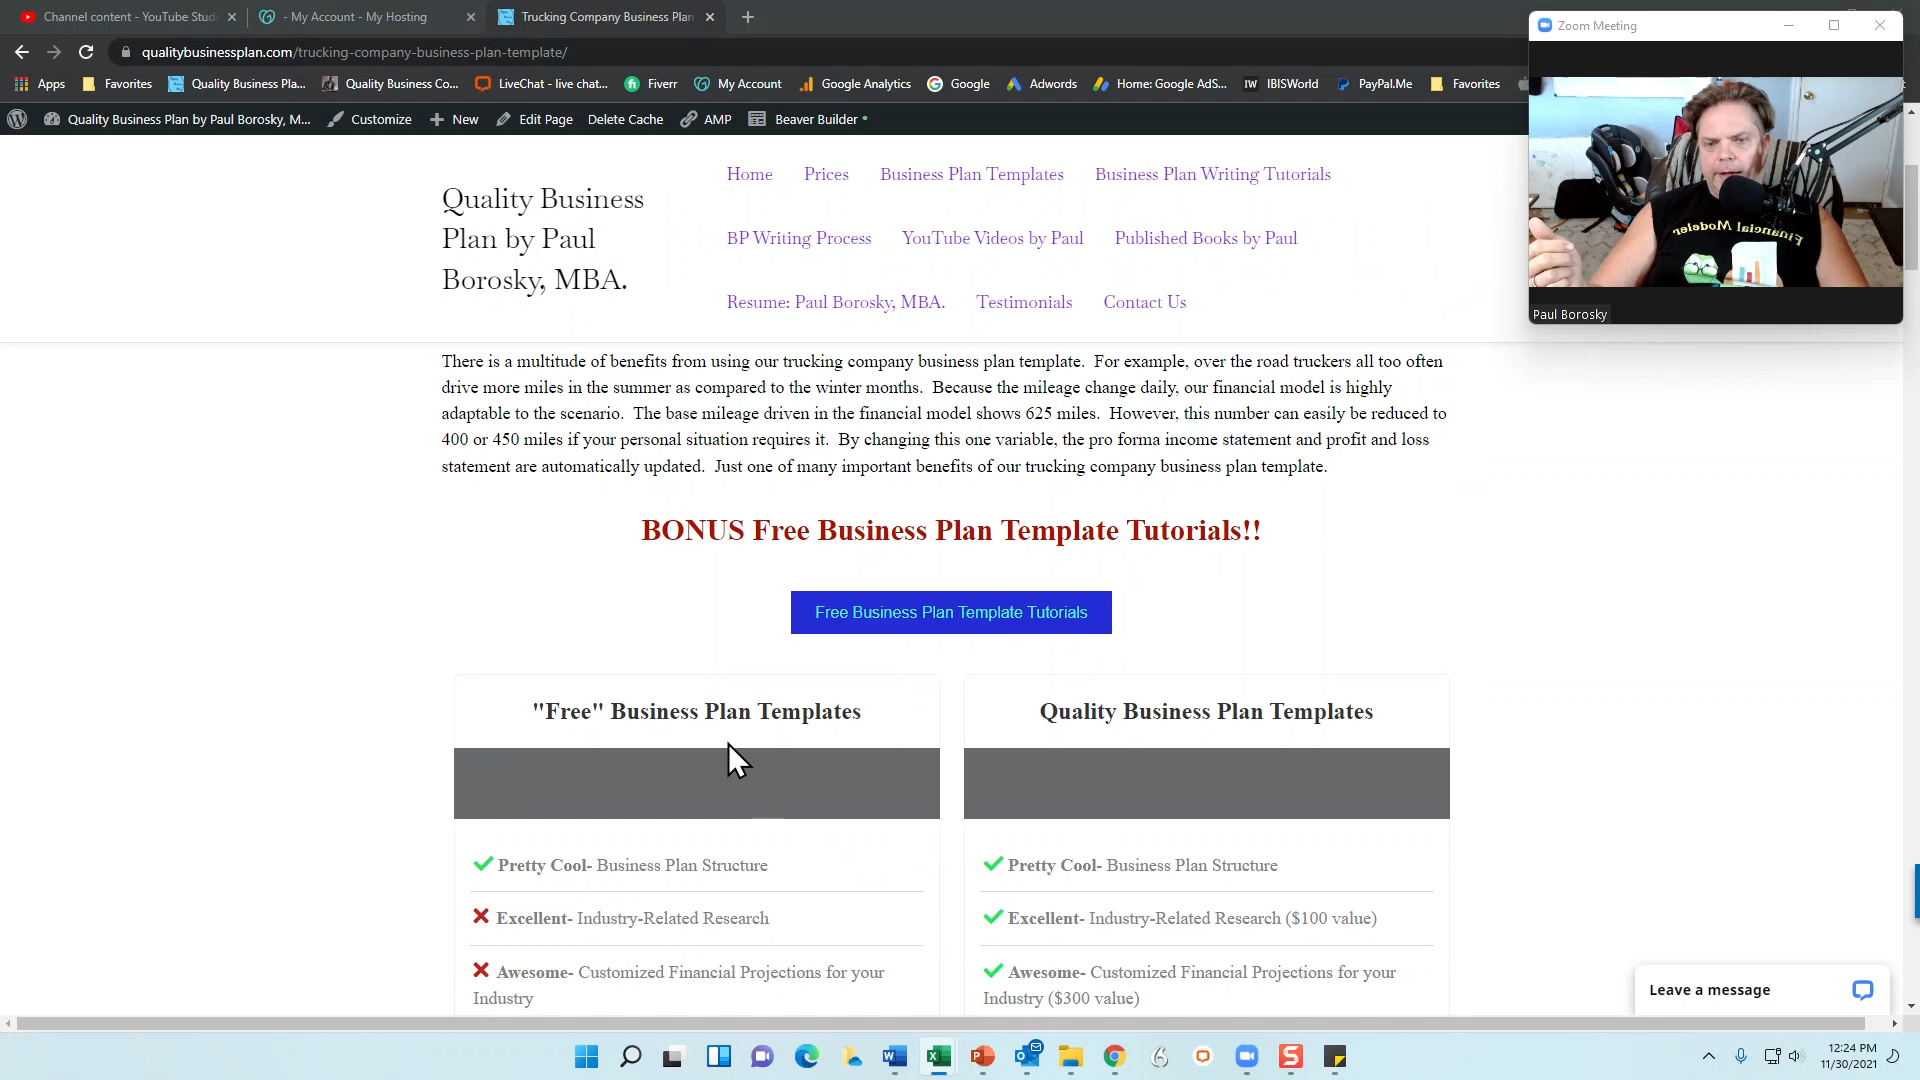 Channel content - YouTube Studi
- My Account - My Hosting
Trucking Company Business Plan
Zoom Meeting
qualitybusinessplan.com/trucking-company-business-plan-template/
Apps Favorites Quality Business Pla... Quality Business Co... LiveChat - live chat... Fiverr My Account Google Analytics Google Adwords Home: Google AdS... IW IBISWorld PayPal.Me Favorites
Quality Business Plan by Paul Borosky, M... Customize New Edit Page Delete Cache AMP Beaver Builder
Quality Business
Plan by Paul
Borosky, MBA.
Home Prices Business Plan Templates Business Plan Writing Tutorials
BP Writing Process YouTube Videos by Paul Published Books by Paul
Resume: Paul Borosky, MBA. Testimonials Contact Us
Financial Modeler
Paul Borosky
There is a multitude of benefits from using our trucking company business plan template. For example, over the road truckers all too often
drive more miles in the summer as compared to the winter months. Because the mileage change daily, our financial model is highly
adaptable to the scenario. The base mileage driven in the financial model shows 625 miles. However, this number can easily be reduced to
400 or 450 miles if your personal situation requires it. By changing this one variable, the pro forma income statement and profit and loss
statement are automatically updated. Just one of many important benefits of our trucking company business plan template.
BONUS Free Business Plan Template Tutorials!!
Free Business Plan Template Tutorials
"Free" Business Plan Templates
Pretty Cool- Business Plan Structure
Excellent- Industry-Related Research
Awesome- Customized Financial Projections for your
Industry
Quality Business Plan Templates
Pretty Cool- Business Plan Structure
Excellent- Industry-Related Research ($100 value)
Awesome- Customized Financial Projections for your
Industry ($300 value)
Leave a message
12:24 PM
11/30/2021